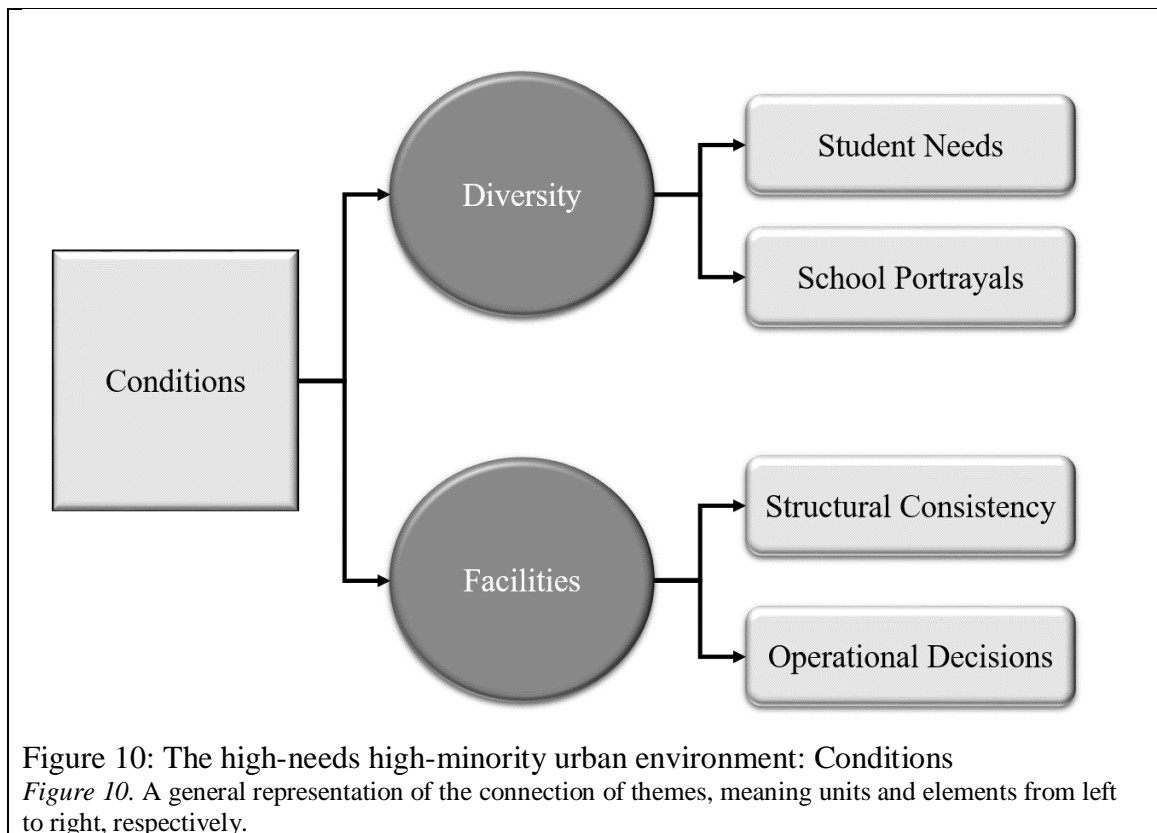 Conditions
Diversity
Student Needs
School Portrayals
Facilities
Structural Consistency
Operational Decisions
Figure 10: The high-needs high-minority urban environment: Conditions
Figure 10. A general representation of the connection of themes, meaning units and elements from left
to right, respectively.